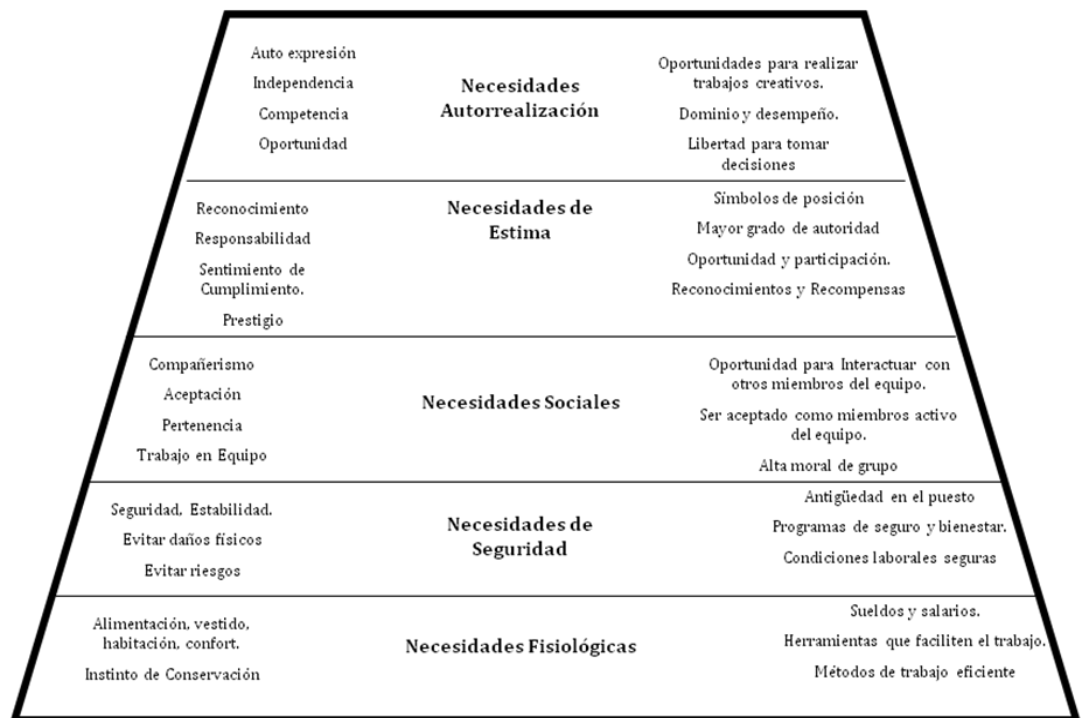 Auto expresión
Independencia
Competencia
Oportunidad
Necesidades
Autorrealización
Oportunidades para realizar
trabajos creativos.
Dominio y desempeño.
Libertad para tomar
decisiones
Reconocimiento
Responsabilidad
Sentimiento de
Cumplimiento.
Prestigio
Necesidades de
Estima
Símbolos de posición
Mayor grado de autoridad
Oportunidad y participación.
Reconocimientos y Recompensas
Compañerismo
Aceptación
Pertenencia
Trabajo en Equipo
Necesidades Sociales
Oportunidad para Interactuar con
otros miembros del equipo.
Ser aceptado como miembros activo
del equipo.
Alta moral de grupo
Seguridad, Estabilidad.
Evitar daños físicos
Evitar riesgos
Necesidades de
Seguridad
Antigüedad en el puesto
Programas de seguro y bienestar.
Condiciones laborales seguras
Alimentación, vestido,
habitación, confort.
Instinto de Conservación
Necesidades Fisiológicas
Sueldos y salarios.
Herramientas que faciliten el trabajo.
Métodos de trabajo eficiente